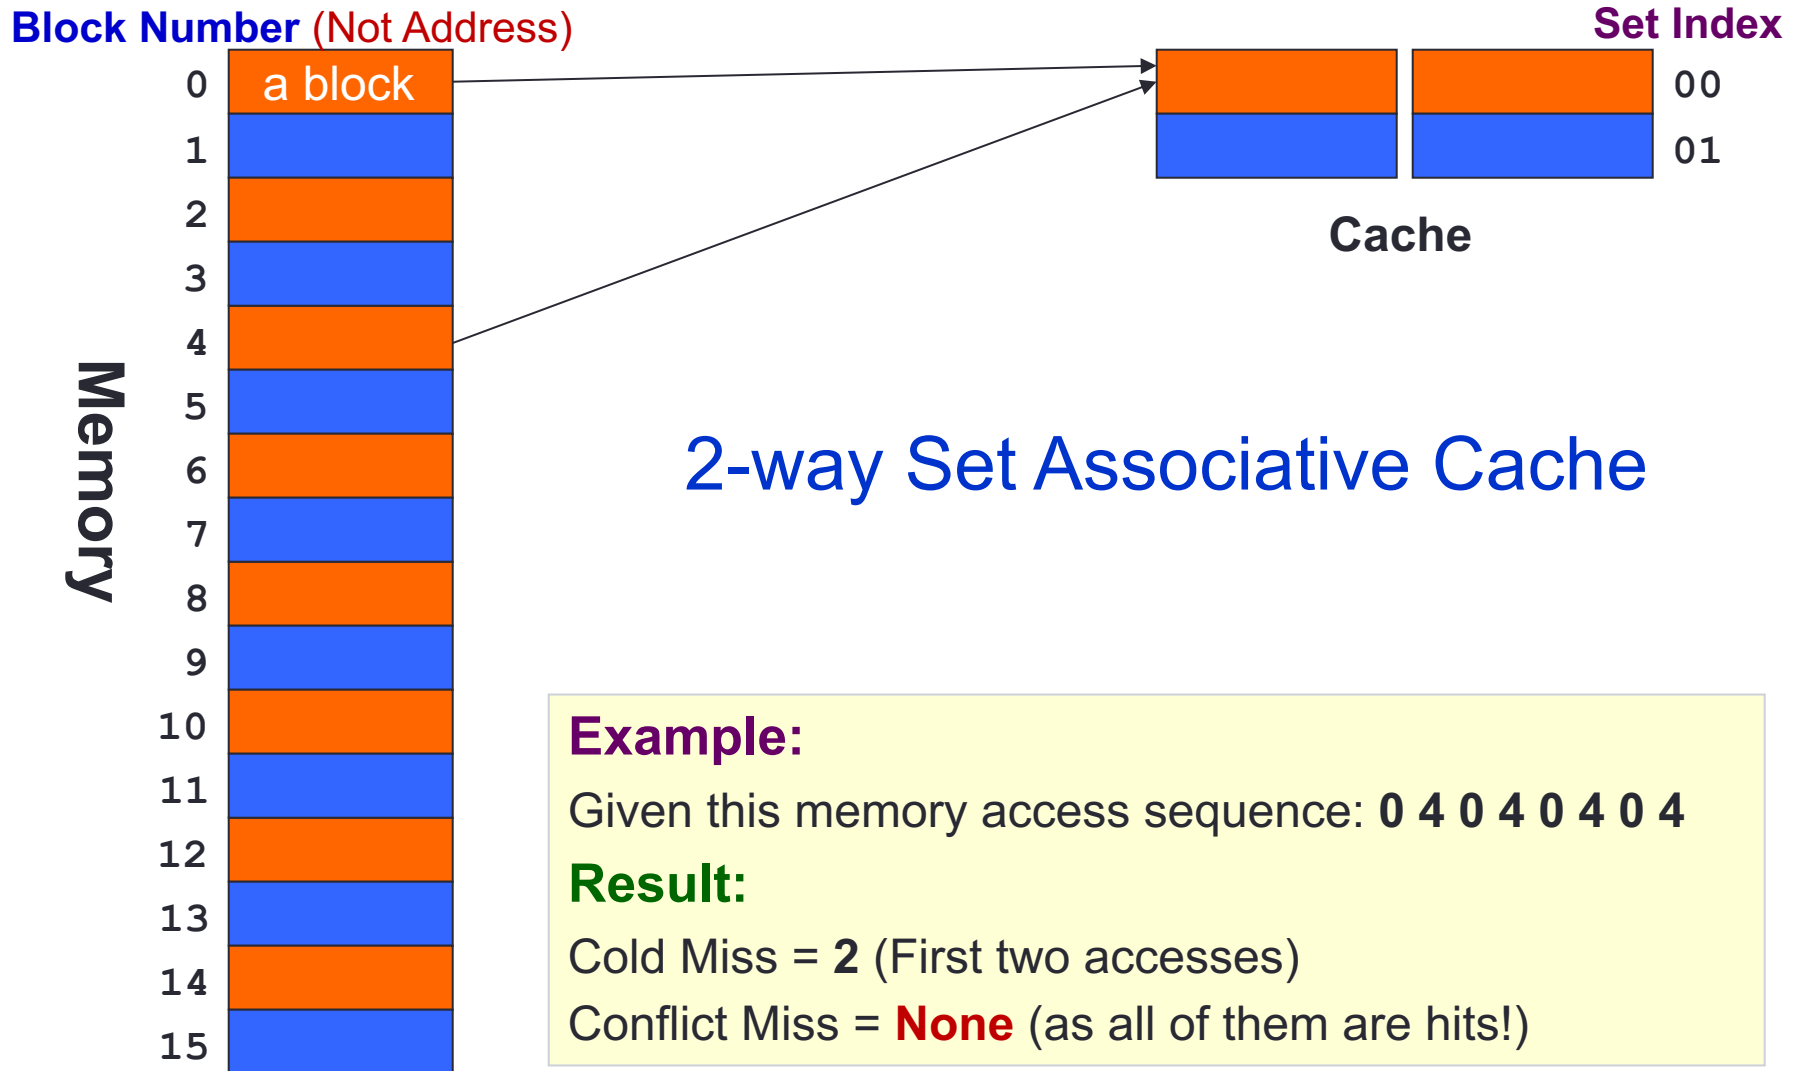 Block Number (Not Address)
Set Index
0
a block
00
1
01
2
Cache
3
4
5
Memory
6
2-way Set Associative Cache
7
8
9
10
11
12
13
14
15
Example:
Given this memory access sequence: 0 4 0 4 0 4 0 4
Result:
Cold Miss = 2 (First two accesses)
Conflict Miss = None (as all of them are hits!)